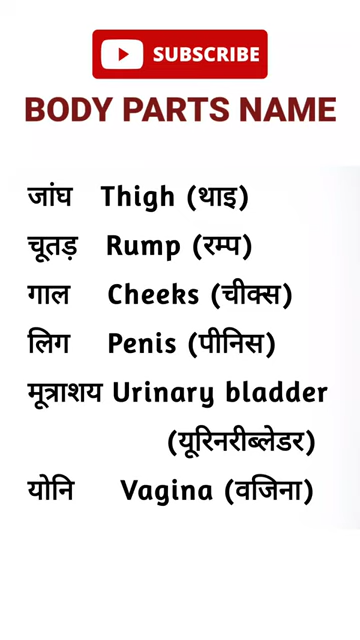 SUBSCRIBE
BODY PARTS NAME
जांघ Thigh (थाइ)
चूतड़ Rump (रम्प)
गाल Cheeks (चीक्स)
लिग Penis (पीनिस)
मूत्राशय Urinary bladder
(यूरिनरीब्लेडर)
योनि Vagina (वजिना)